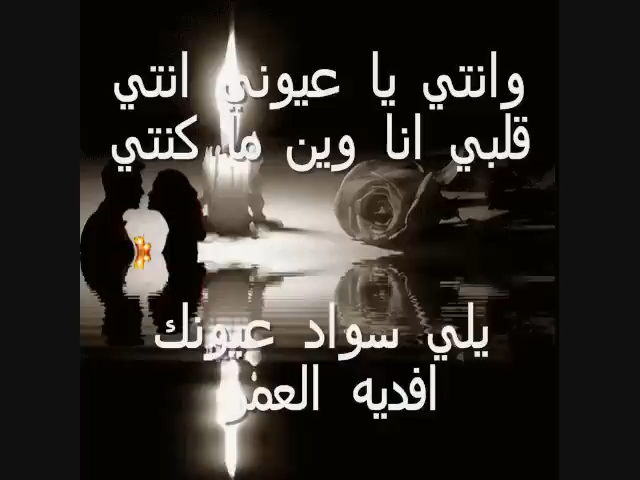 وانتي يا عيوني انتي
قلبي انا وين ما كنتي
يلي سواد عيونك
افديه العمر